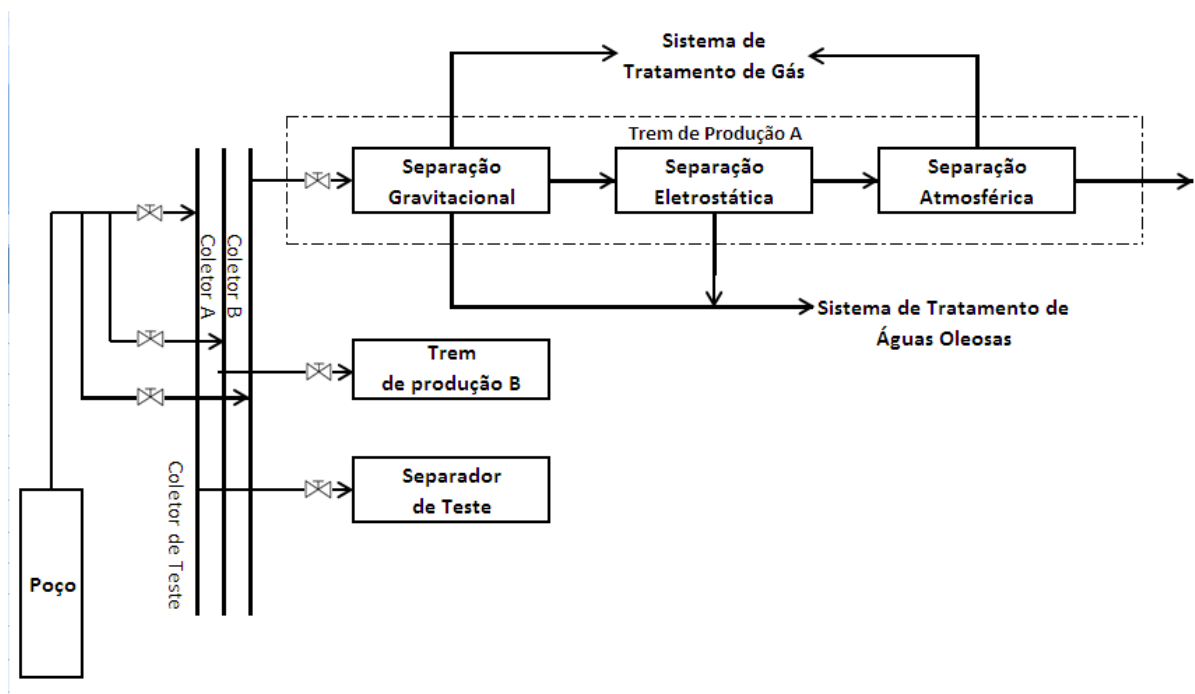 Sistema de
Tratamento de Gás
Trem de Produção A
Separação
Gravitacional
Separação
Eletrostática
Separação
Atmosférica
Coletor A
Coletor B
Sistema de Tratamento de
Águas Oleosas
Trem
de produção B
Coletor de Teste
Separador
de Teste
Poço